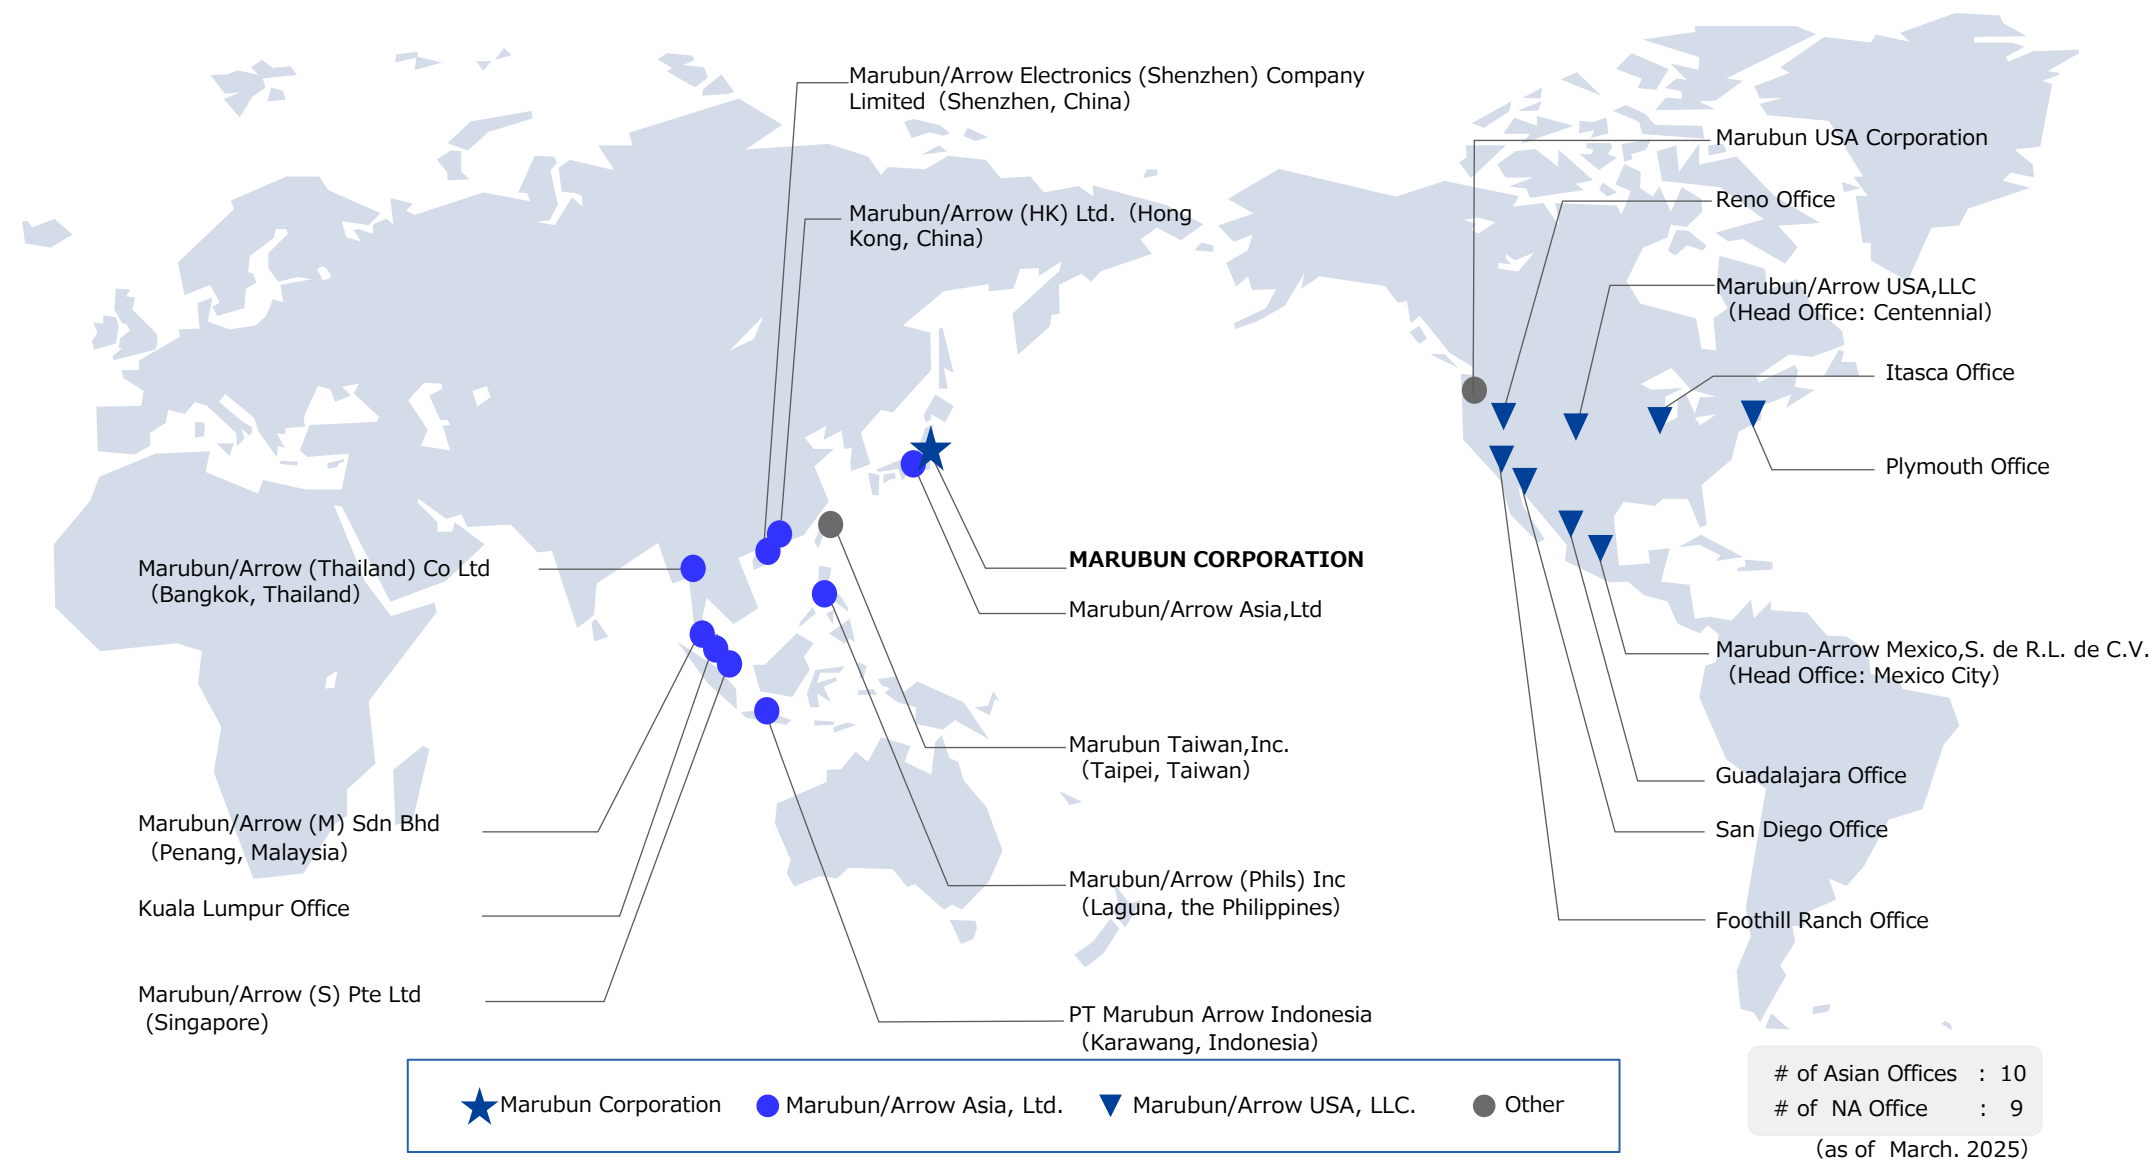 Marubun/Arrow Electronics (Shenzhen) Company
Limited（Shenzhen, China）
Marubun/Arrow (HK) Ltd.（Hong
Kong, China）
Marubun USA Corporation
Reno Office
Marubun/Arrow USA,LLC
（Head Office: Centennial）
Itasca Office
Plymouth Office
MARUBUN CORPORATION
Marubun/Arrow Asia,Ltd
Marubun/Arrow (Thailand) Co Ltd
（Bangkok, Thailand）
Marubun-Arrow Mexico,S. de R.L. de C.V.
（Head Office: Mexico City）
Marubun Taiwan,Inc.
（Taipei, Taiwan）
Guadalajara Office
San Diego Office
Marubun/Arrow (M) Sdn Bhd
（Penang, Malaysia）
Marubun/Arrow (Phils) Inc
（Laguna, the Philippines）
Kuala Lumpur Office
Foothill Ranch Office
Marubun/Arrow (S) Pte Ltd
(Singapore)
PT Marubun Arrow Indonesia
（Karawang, Indonesia）
Marubun Corporation
Marubun/Arrow Asia, Ltd.
Marubun/Arrow USA, LLC.
Other
# of Asian Offices : 10
# of NA Office : 9
（as of March. 2025）